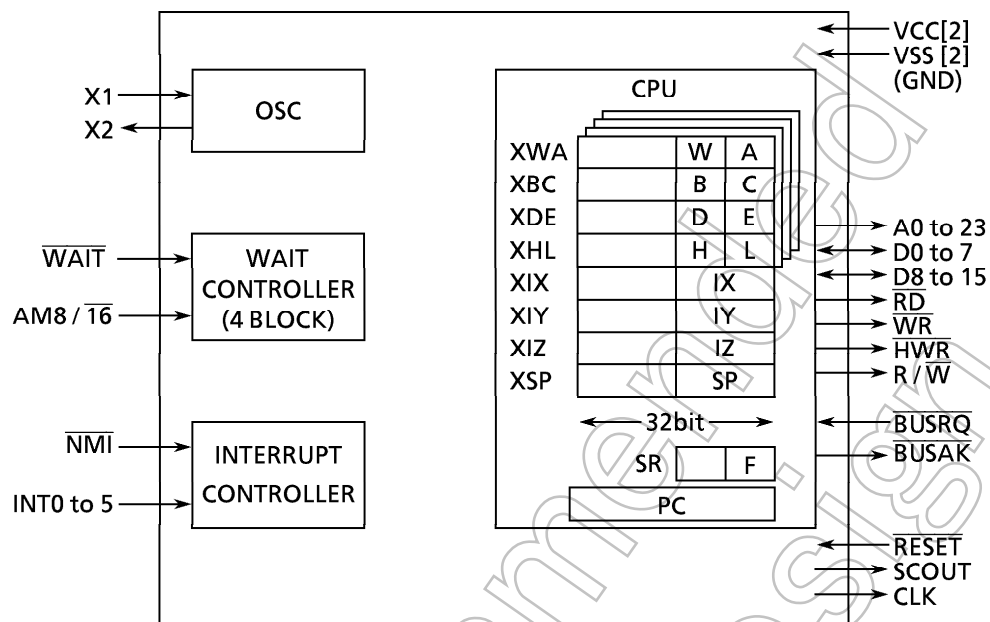 VCC[2]
VSS [2]
(GND)
X1
X2
OSC
CPU
XWA W A
XBC B C
XDE D E
XHL H L
XIX IX
XIY IY
XIZ IZ
XSP SP
32bit
SR F
PC
WAIT
AM8 / 16
WAIT
CONTROLLER
(4 BLOCK)
NMI
INT0 to 5
INTERRUPT
CONTROLLER
A0 to 23
D0 to 7
D8 to 15
RD
WR
HWR
R / W
BUSRQ
BUSAK
RESET
SCOUT
CLK
mended
esign